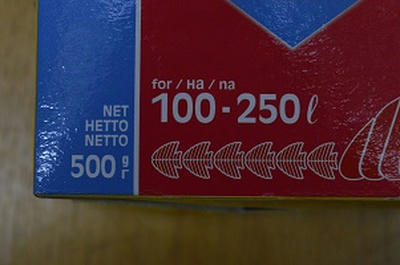 for / на / na
100 - 250 ℓ
NET
НЕТТО
NETTO
500 g
г